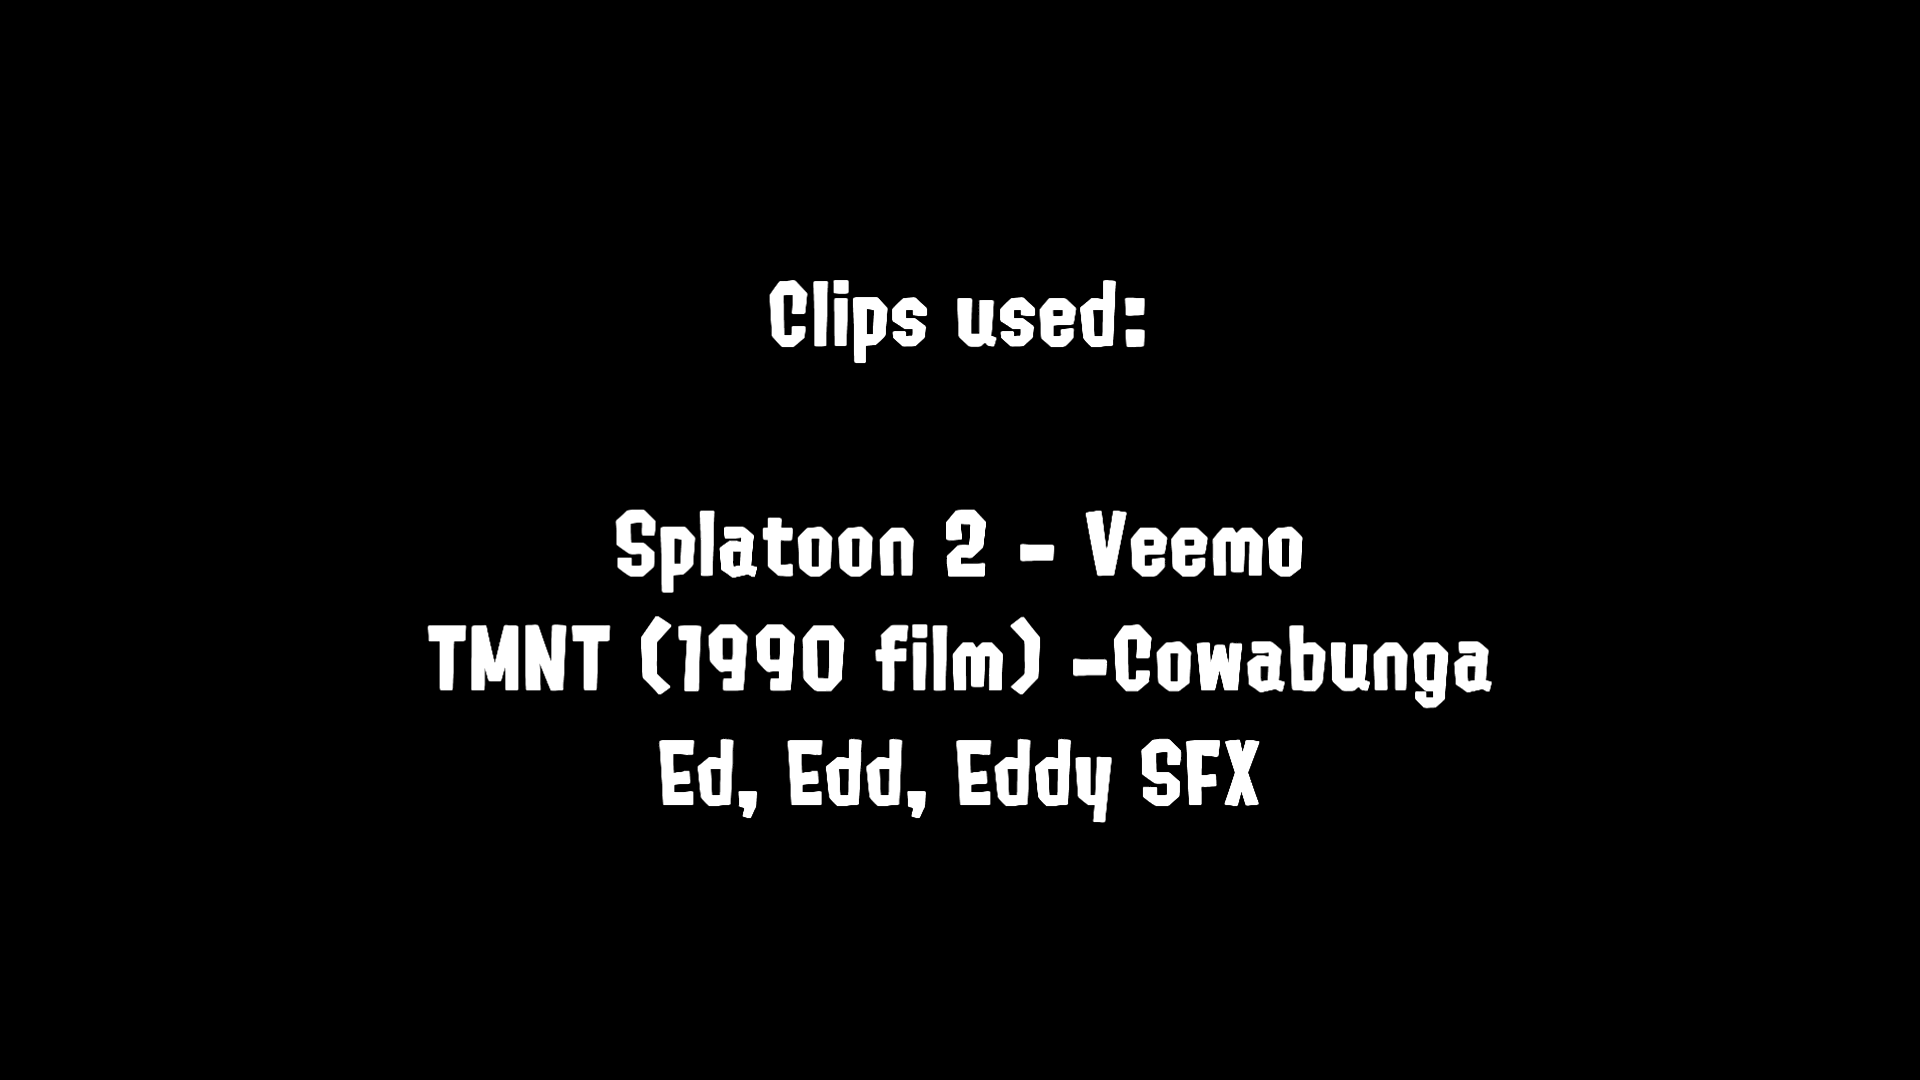 Clips used:
Splatoon 2 - Veemo
TMNT (1990 film) -Cowabunga
Ed, Edd, Eddy SFX